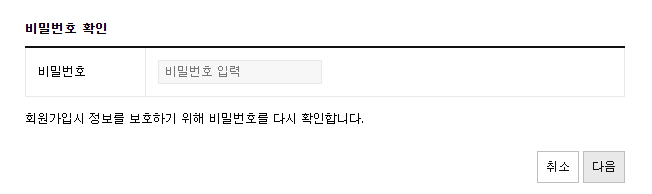 비밀번호 확인
비밀번호
비밀번호 입력
회원가입시 정보를 보호하기 위해 비밀번호를 다시 확인합니다.
취소
다음